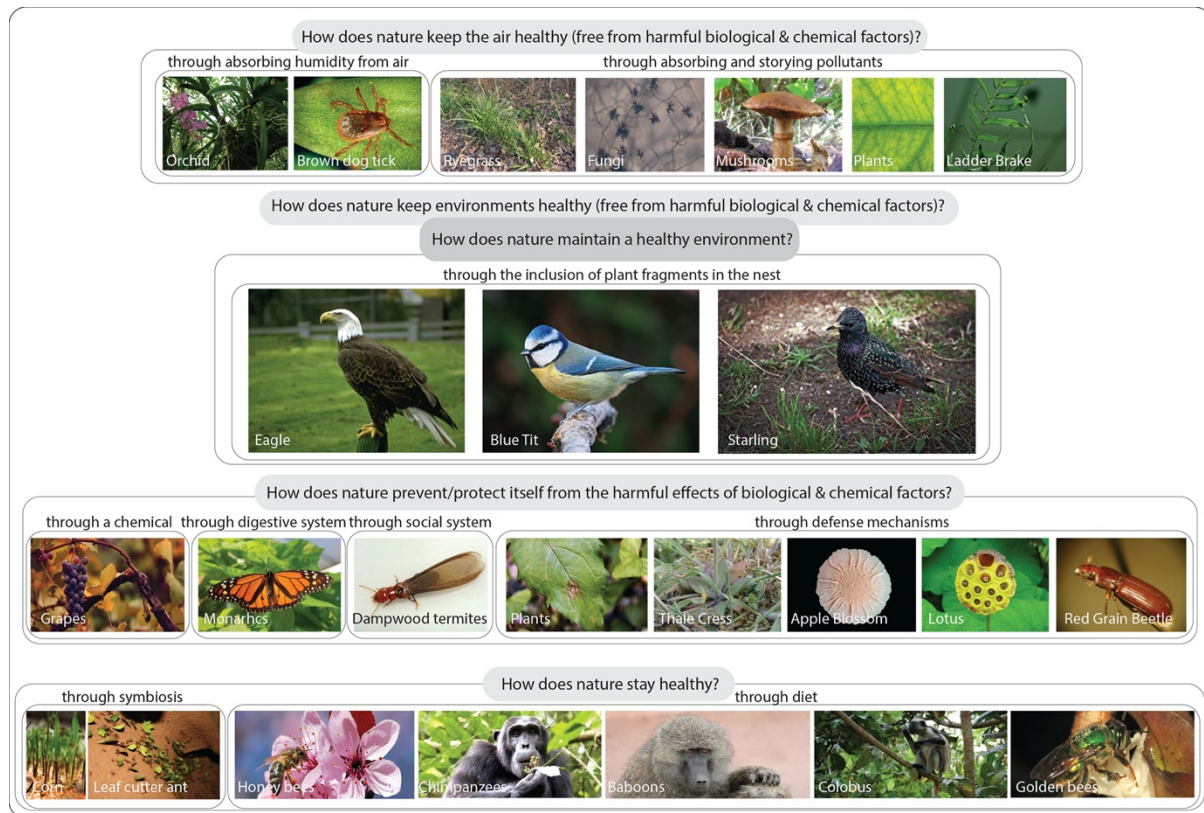 How does nature keep the air healthy (free from harmful biological & chemical factors)?
through absorbing humidity from air
through absorbing and storying pollutants
Orchid
Brown dog tick
Ryegrass
Fungi
Mushrooms
Plants
Ladder Brake
How does nature keep environments healthy (free from harmful biological & chemical factors)?
How does nature maintain a healthy environment?
through the inclusion of plant fragments in the nest
Eagle
Blue Tit
Starling
How does nature prevent/protect itself from the harmful effects of biological & chemical factors?
through a chemical
through digestive system
through social system
through defense mechanisms
Grapes
Monarhcs
Dampwood termites
Plants
Thale Cress
Apple Blossom
Lotus
Red Grain Beetle
How does nature stay healthy?
through symbiosis
through diet
Corn
Leaf cutter ant
Honey bees
Chimpanzees
Baboons
Colobus
Golden bees